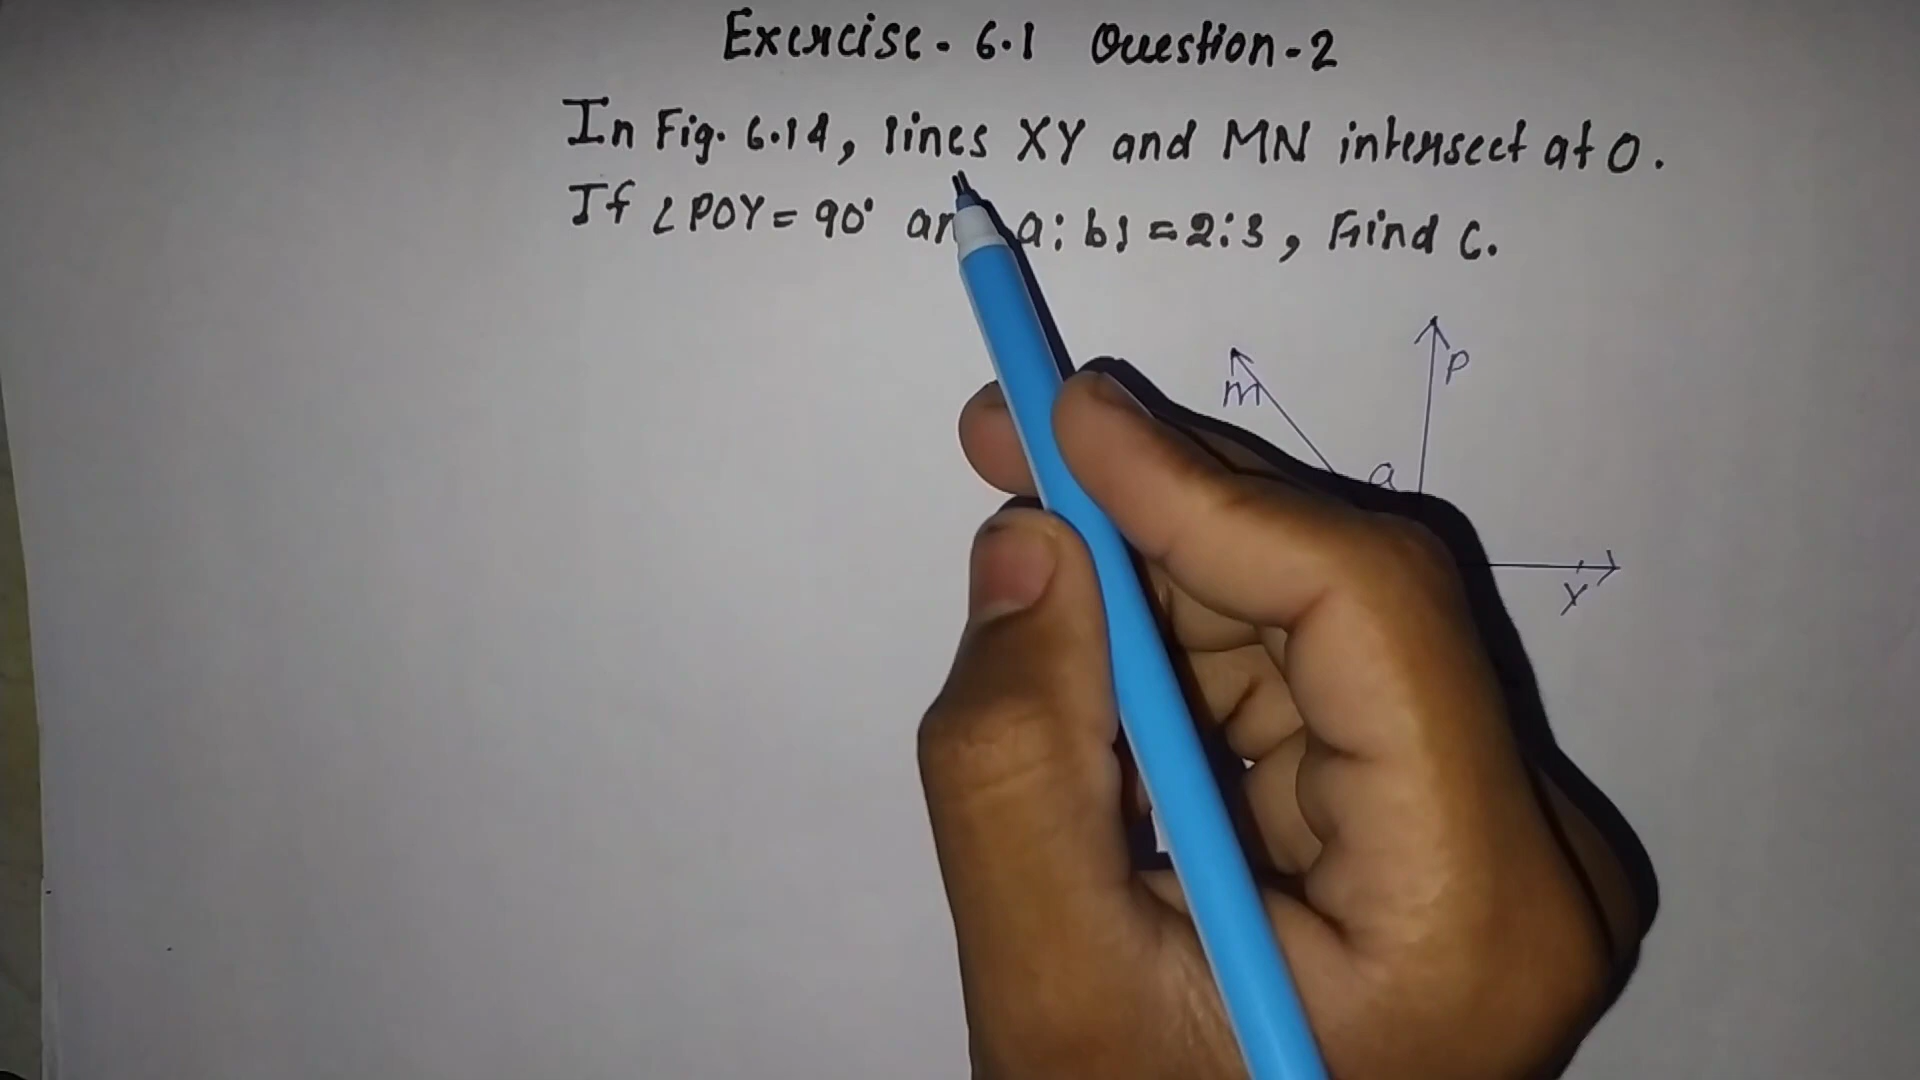 Exercise - 6.1 Question - 2
In Fig. 6.14, lines XY and MN intersect at O.
If ∠POY = 90° a : b = 2 : 3, Find c.
P
m
a
Y